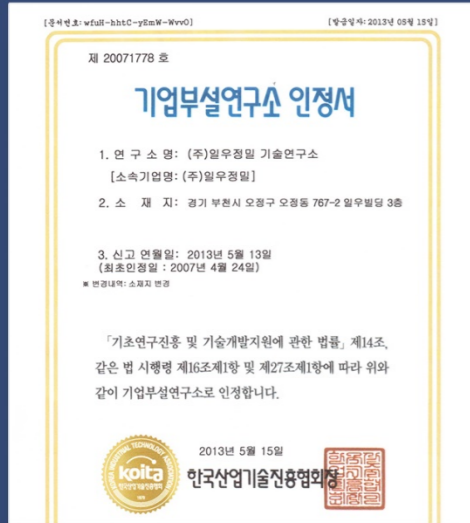 [문서번호: wfuH-hhtC-yEmW-WvvO]
[발급일자: 2013년 05월 15일]
제 20071778 호
기업부설연구소 인정서
1. 연 구 소 명: (주)일우정밀 기술연구소
[소속기업명: (주)일우정밀]
2. 소 재 지: 경기 부천시 오정구 오정동 767-2 일우빌딩 3층
3. 신고 연월일: 2013년 5월 13일
(최초인정일 : 2007년 4월 24일)
※ 변경내역: 소재지 변경
「기초연구진흥 및 기술개발지원에 관한 법률」제14조,
같은 법 시행령 제16조제1항 및 제27조제1항에 따라 위와
같이 기업부설연구소로 인정합니다.
2013년 5월 15일
한국산업기술진흥협회장
koita